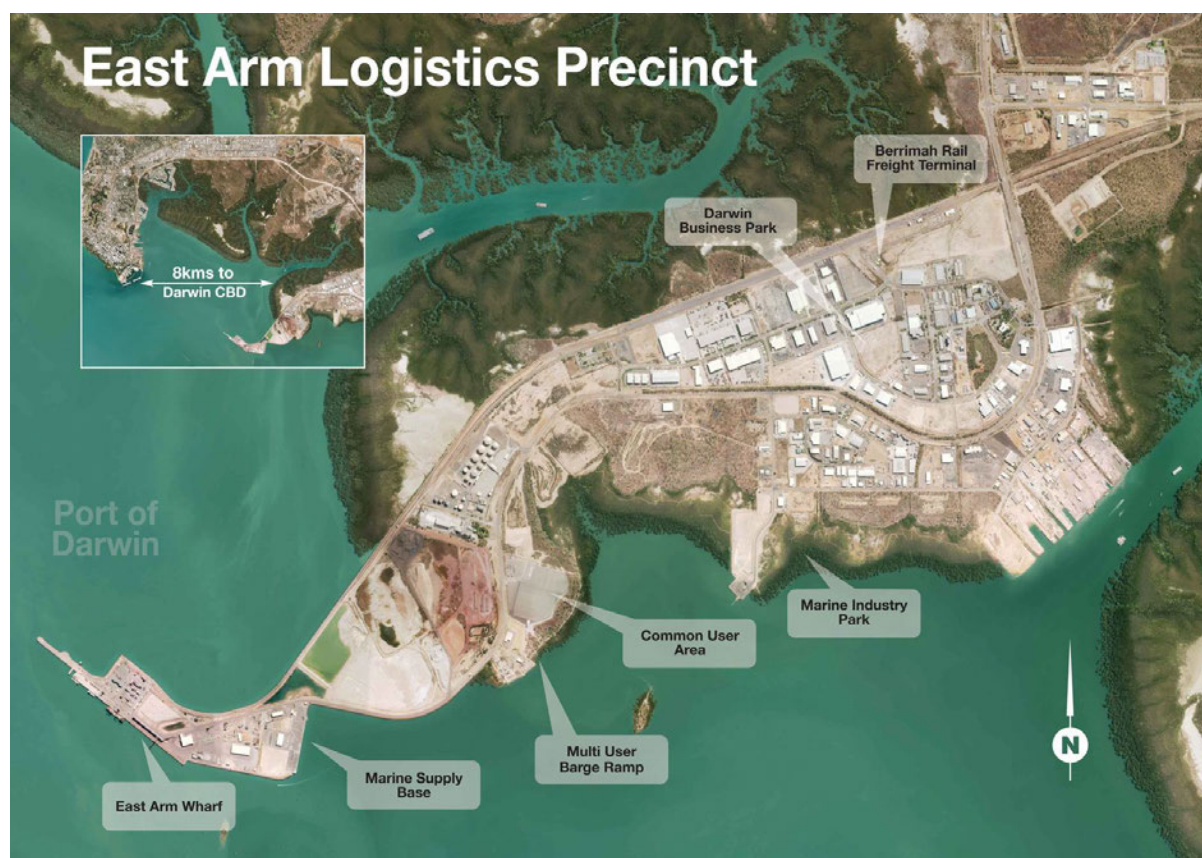 East Arm Logistics Precinct
Berrimah Rail
Freight Terminal
Darwin
Business Park
8kms to
Darwin CBD
Port of
Darwin
Marine Industry
Park
Common User
Area
Multi User
Barge Ramp
Marine Supply
Base
East Arm Wharf
N